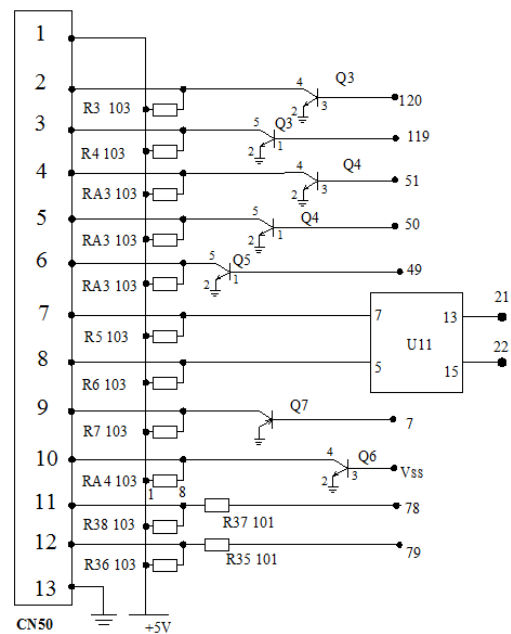 1
2 4 Q3
R3 103 2 3 120
3 5 Q3 119
R4 103 2 1
4 4 Q4
RA3 103 2 3 51
5 5 Q4 50
RA3 103 2 1
6 5 Q5 49
RA3 103 2 1
7 7 13 21
R5 103 U11
8 5 15 22
R6 103
9 Q7 7
R7 103
10 4 Q6 Vss
RA4 103 1 8 2 3
11 78
R38 103 R37 101
12 79
R36 103 R35 101
13
CN50 +5V